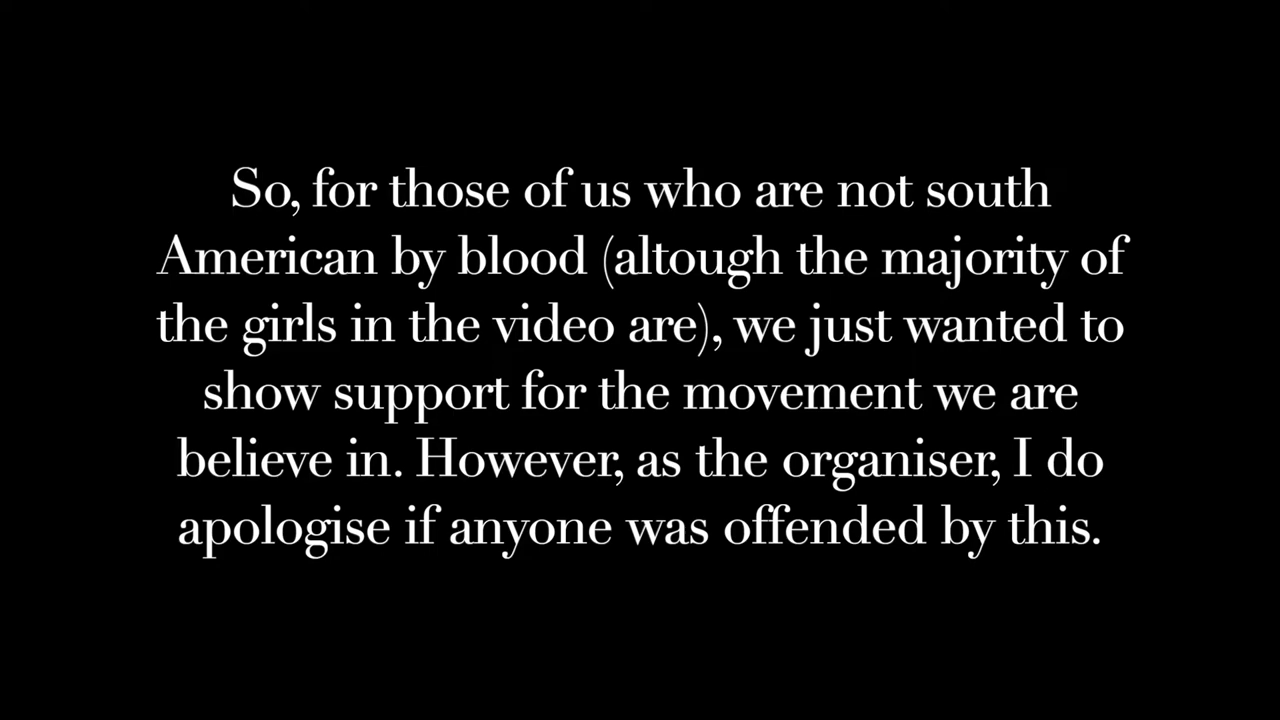 So, for those of us who are not south
American by blood (altough the majority of
the girls in the video are), we just wanted to
show support for the movement we are
believe in. However, as the organiser, I do
apologise if anyone was offended by this.